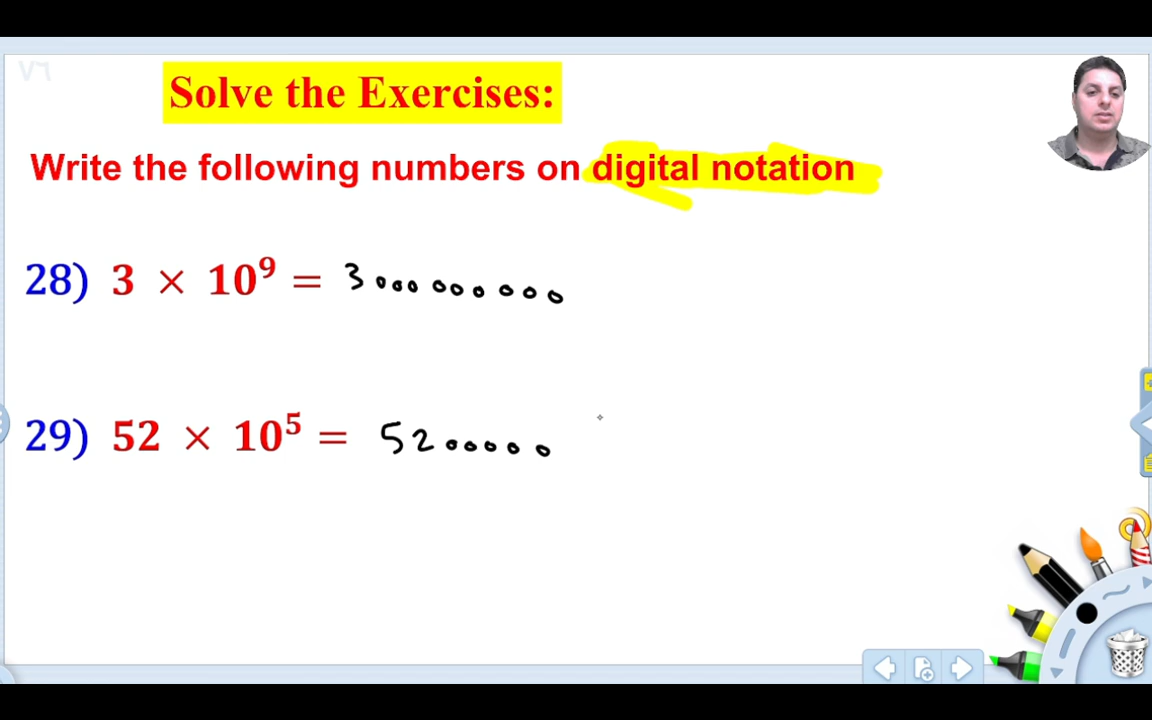 Solve the Exercises:
Write the following numbers on digital notation
28) 3 × 10⁹ = 3000000000
29) 52 × 10⁵ = 5200000